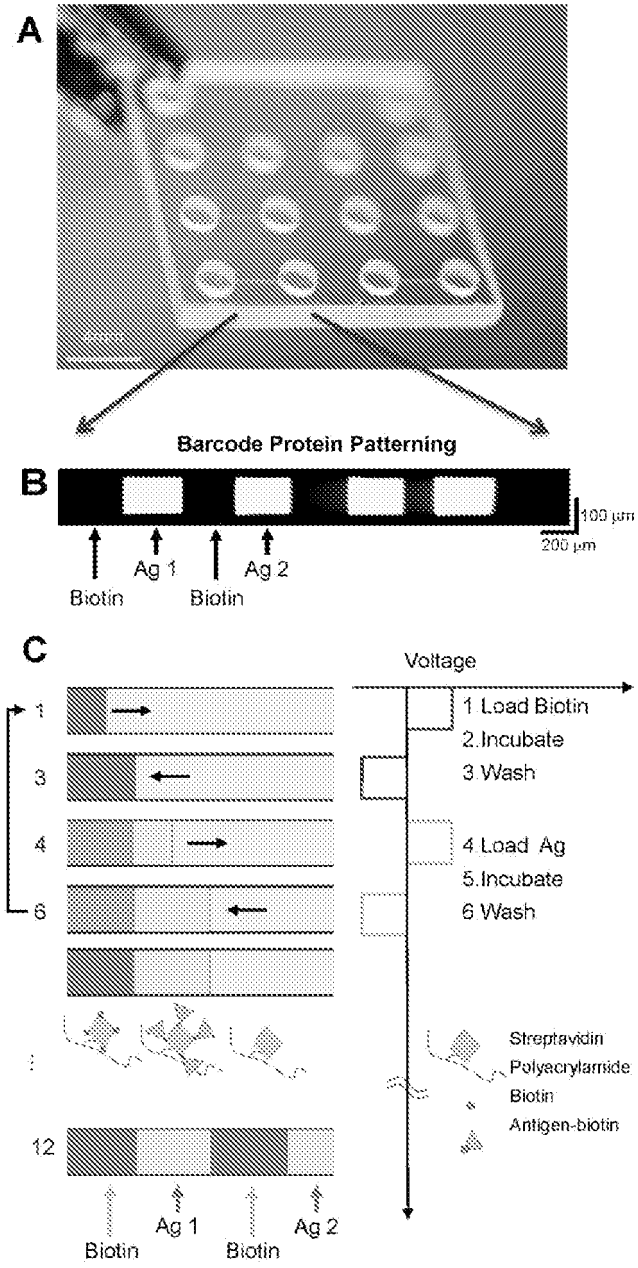 A
Barcode Protein Patterning
B
100 µm
200 µm
Ag 1
Ag 2
Biotin
Biotin
C
Voltage
1
1.Load Biotin
2.Incubate
3
3.Wash
4
4.Load Ag
5.Incubate
6
6.Wash
Streptavidin
Polyacrylamide
Biotin
Antigen-biotin
12
Ag 1
Ag 2
Biotin
Biotin